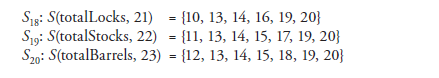 S₁₈: S(totalLocks, 21) = {10, 13, 14, 16, 19, 20}
S₁₉: S(totalStocks, 22) = {11, 13, 14, 15, 17, 19, 20}
S₂₀: S(totalBarrels, 23) = {12, 13, 14, 15, 18, 19, 20}